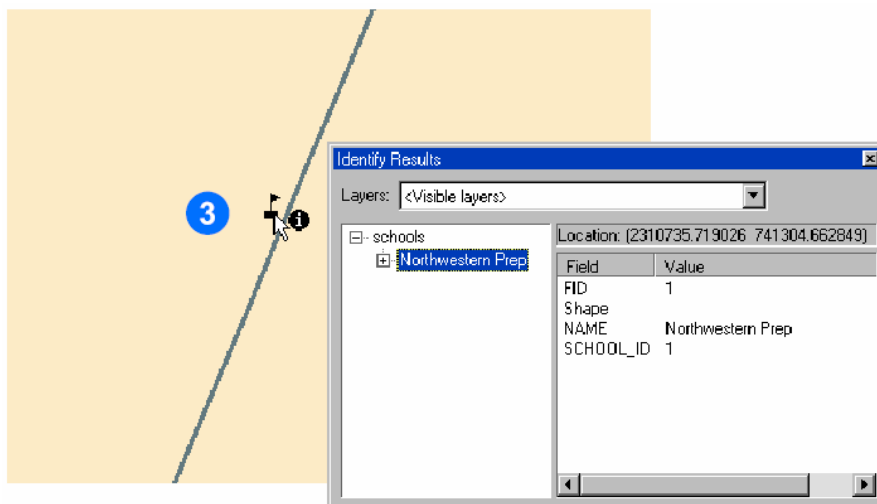 3
Identify Results
Layers: <Visible layers>
schools
Northwestern Prep
Location: (2310735.719026 741304.662849)
Field Value
FID 1
Shape
NAME Northwestern Prep
SCHOOL_ID 1